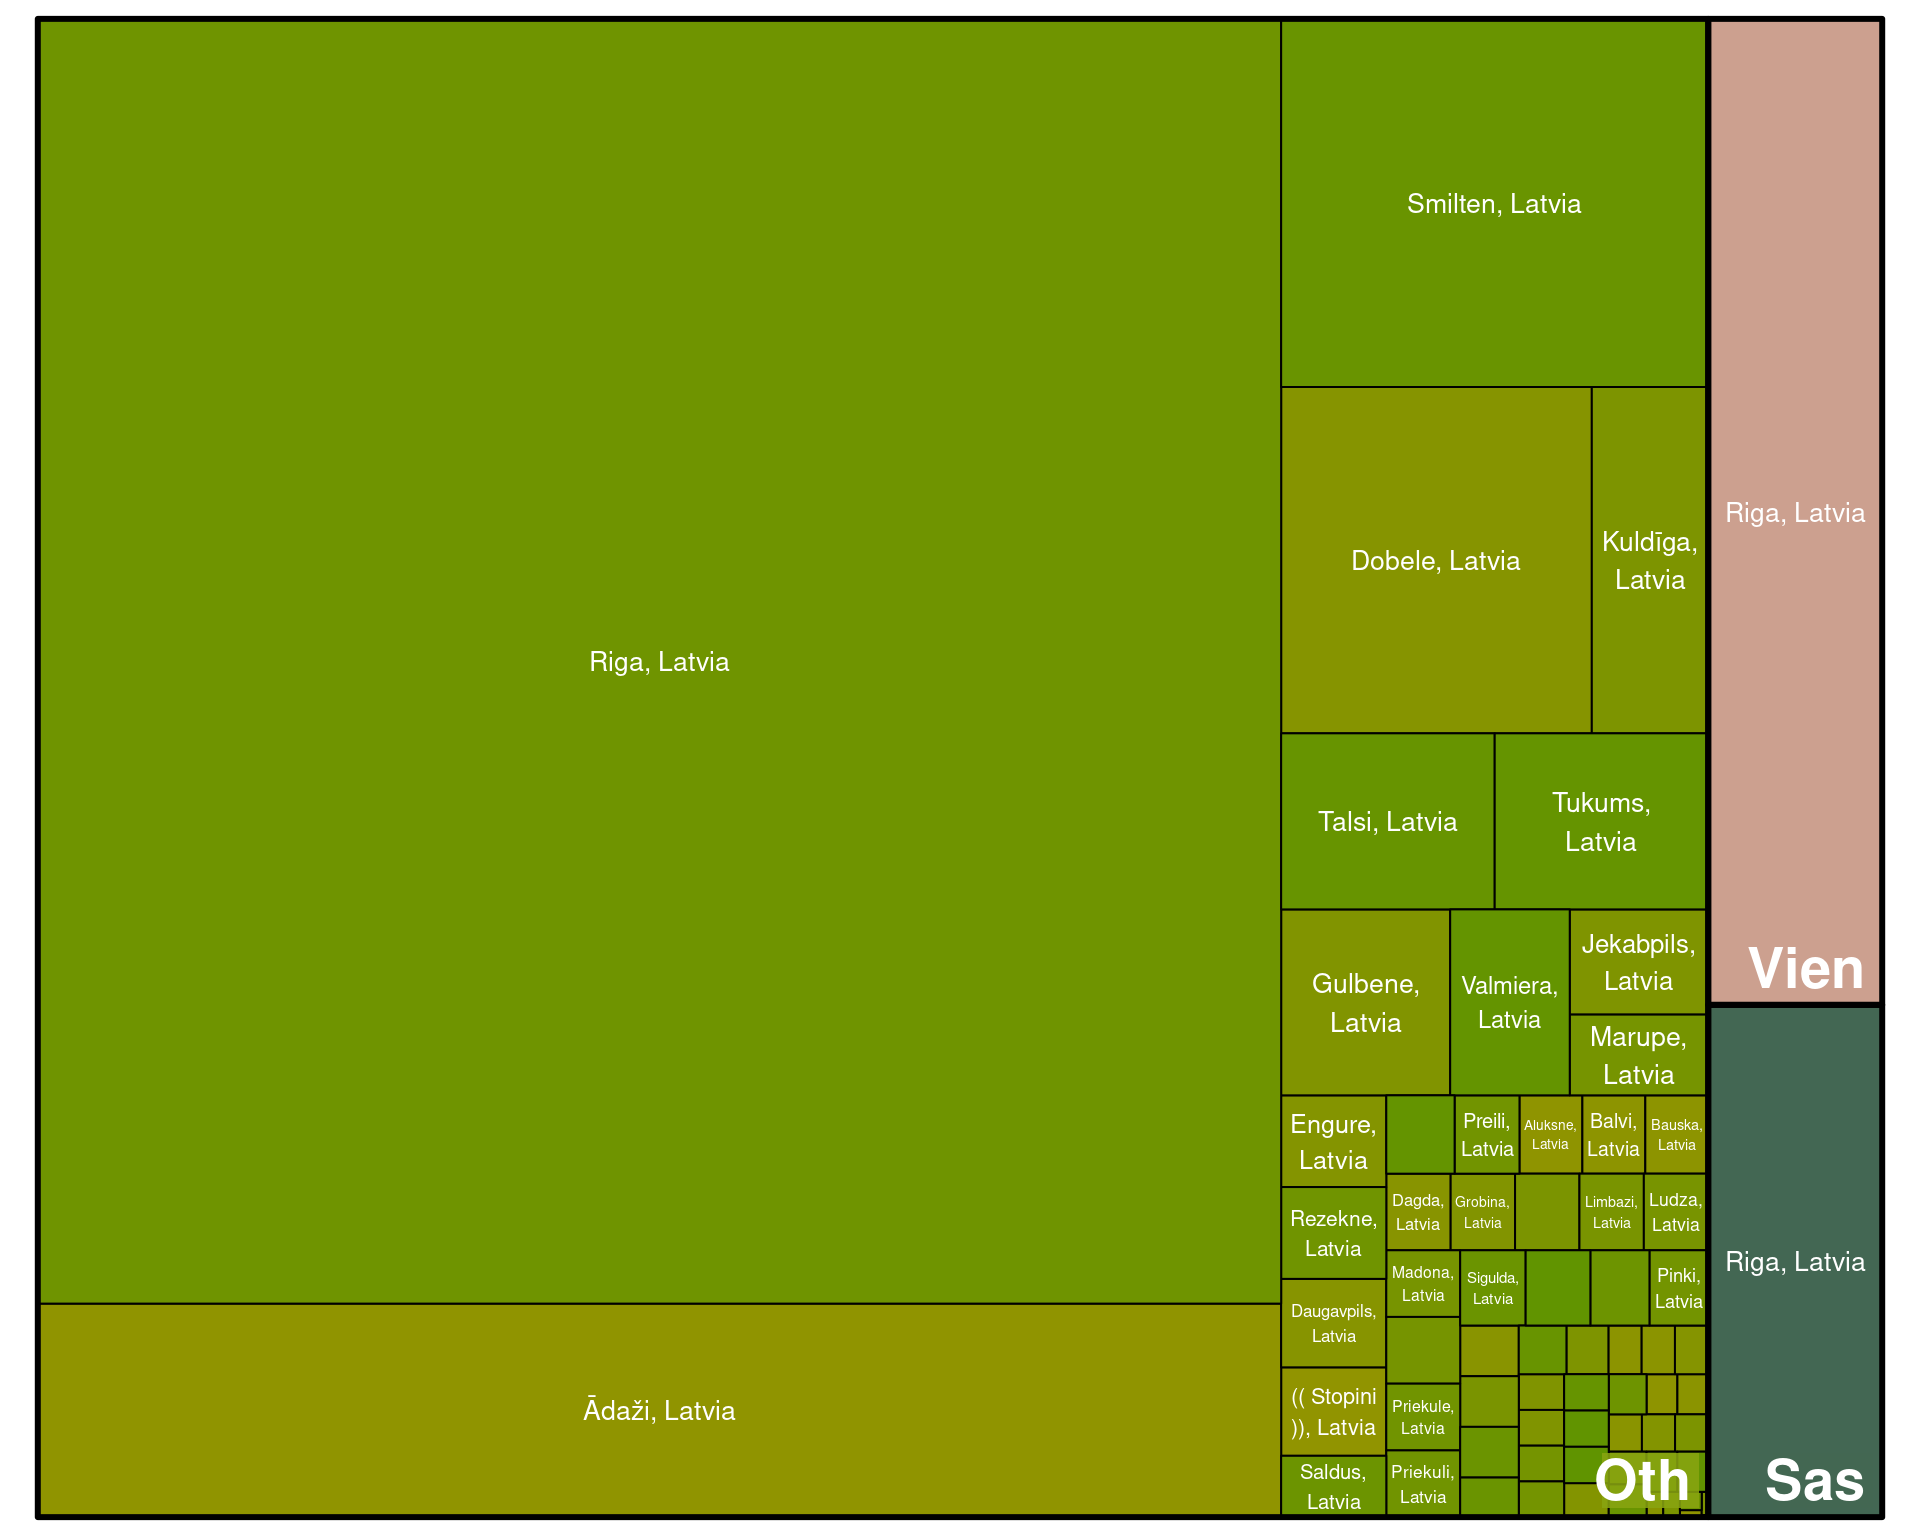 Riga, Latvia
Ādaži, Latvia
Smilten, Latvia
Dobele, Latvia
Kuldīga,
Latvia
Talsi, Latvia
Tukums,
Latvia
Gulbene,
Latvia
Valmiera,
Latvia
Jekabpils,
Latvia
Marupe,
Latvia
Engure,
Latvia
Rezekne,
Latvia
Daugavpils,
Latvia
(( Stopini
)), Latvia
Saldus,
Latvia
Preili,
Latvia
Aluksne,
Latvia
Balvi,
Latvia
Bauska,
Latvia
Dagda,
Latvia
Grobina,
Latvia
Limbazi,
Latvia
Ludza,
Latvia
Madona,
Latvia
Sigulda,
Latvia
Pinki,
Latvia
Priekule,
Latvia
Priekuli,
Latvia
Oth
Riga, Latvia
Vien
Riga, Latvia
Sas